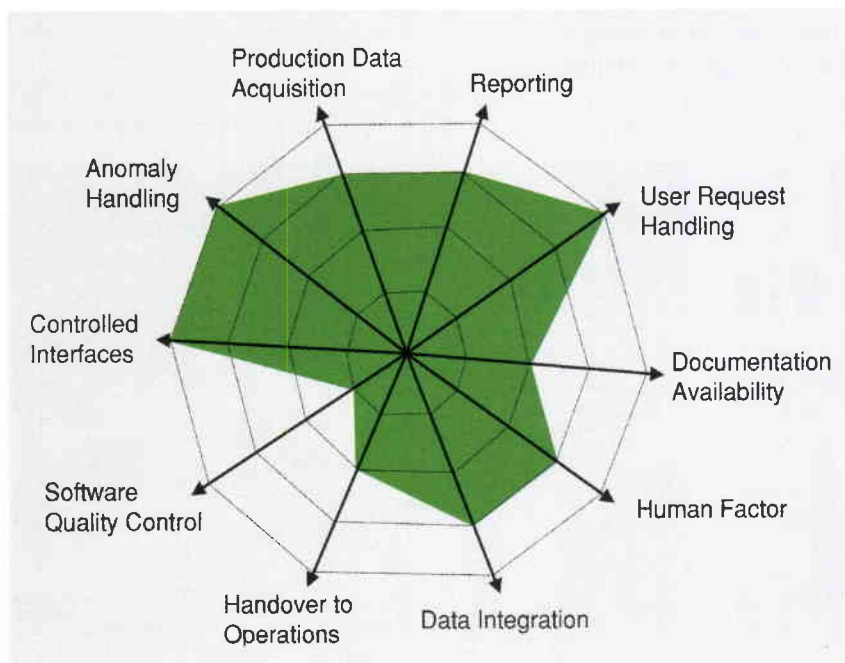 Production Data
Acquisition
Reporting
Anomaly
Handling
User Request
Handling
Controlled
Interfaces
Documentation
Availability
Software
Quality Control
Human Factor
Handover to
Operations
Data Integration